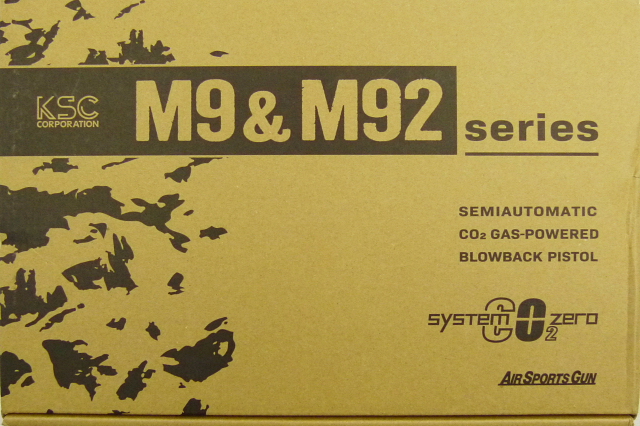 KSC
CORPORATION
M9 & M92 series
SEMIAUTOMATIC
CO₂ GAS-POWERED
BLOWBACK PISTOL
system CO₂ zero
AIR SPORTS GUN